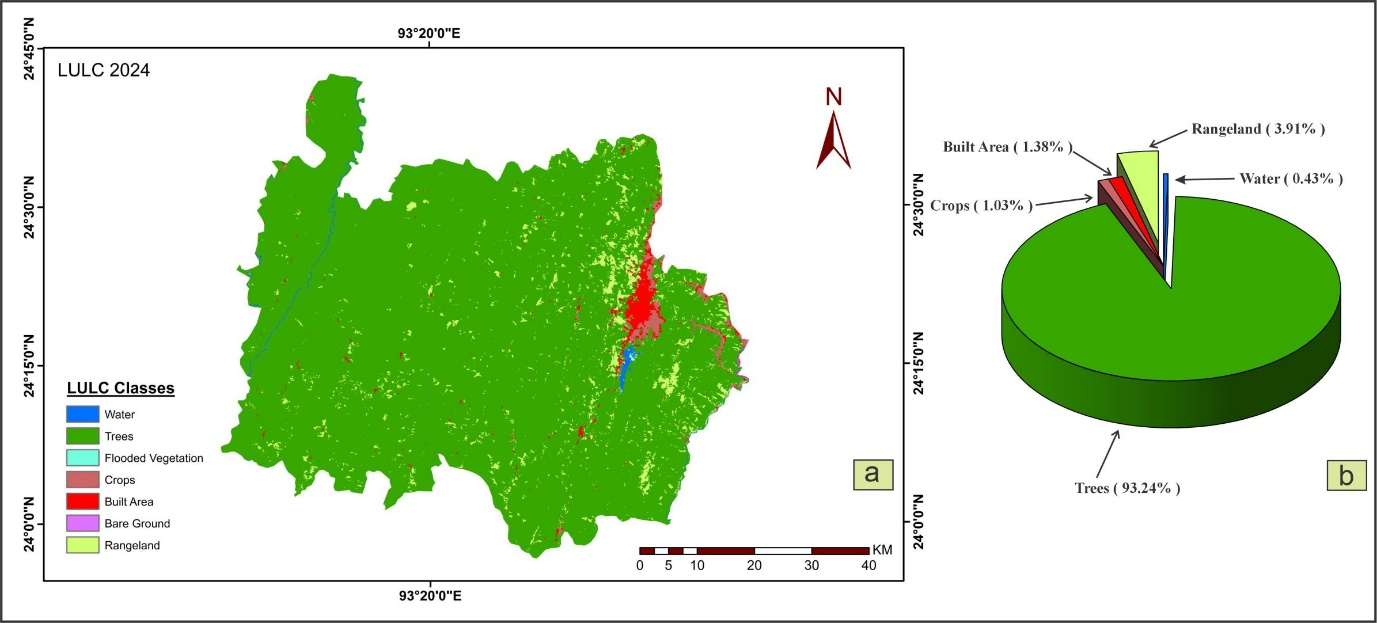 93°20'0"E
24°45'0"N
LULC 2024
N
24°30'0"N
24°30'0"N
24°15'0"N
24°15'0"N
LULC Classes
Water
Trees
Flooded Vegetation
Crops
Built Area
Bare Ground
Rangeland
24°0'0"N
24°0'0"N
a
KM
0 5 10 20 30 40
93°20'0"E
Rangeland ( 3.91% )
Built Area ( 1.38% )
Water ( 0.43% )
Crops ( 1.03% )
Trees ( 93.24% )
b